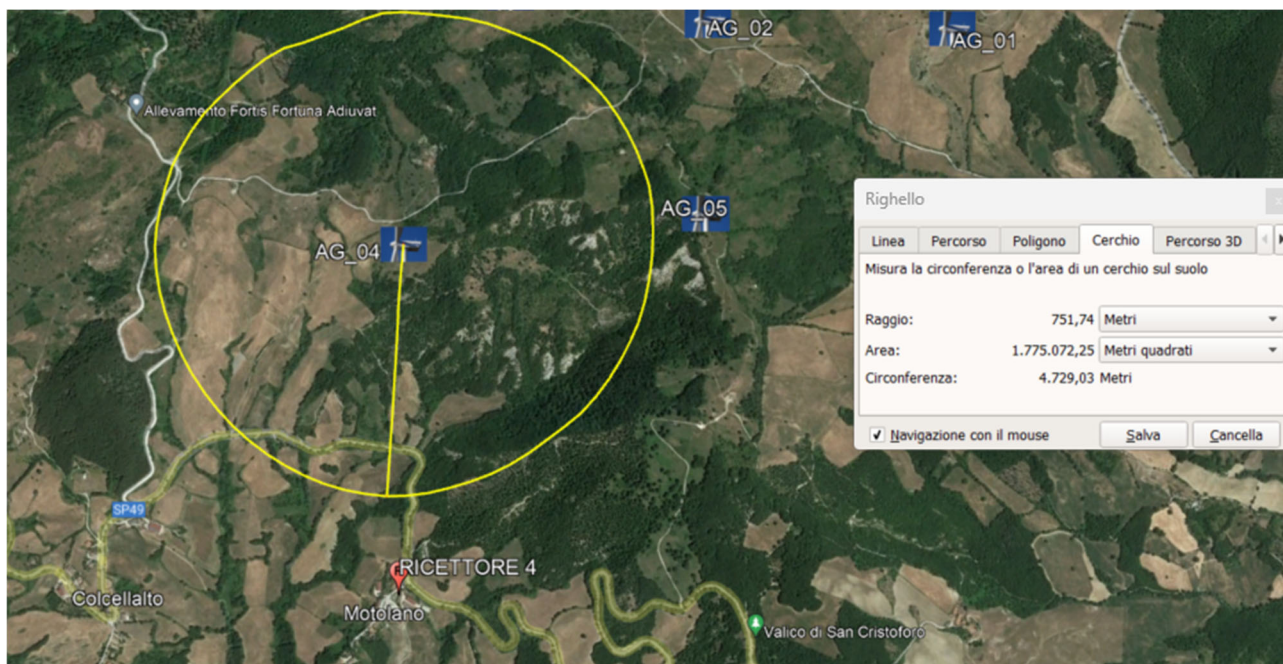 AG_02
AG_01
Allevamento Fortis Fortuna Adiuvat
AG_05
AG_04
SP49
RICETTORE 4
Colcellalto
Motolano
Valico di San Cristoforo
Righello
Linea Percorso Poligono Cerchio Percorso 3D
Misura la circonferenza o l'area di un cerchio sul suolo
Raggio: 751,74 Metri
Area: 1.775.072,25 Metri quadrati
Circonferenza: 4.729,03 Metri
Navigazione con il mouse Salva Cancella